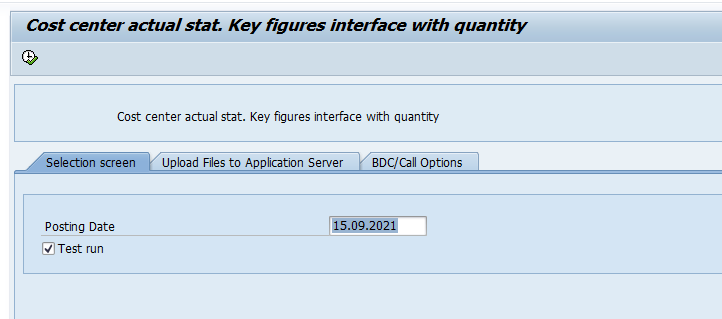 Cost center actual stat. Key figures interface with quantity
Cost center actual stat. Key figures interface with quantity
Selection screen Upload Files to Application Server BDC/Call Options
Posting Date 15.09.2021
Test run